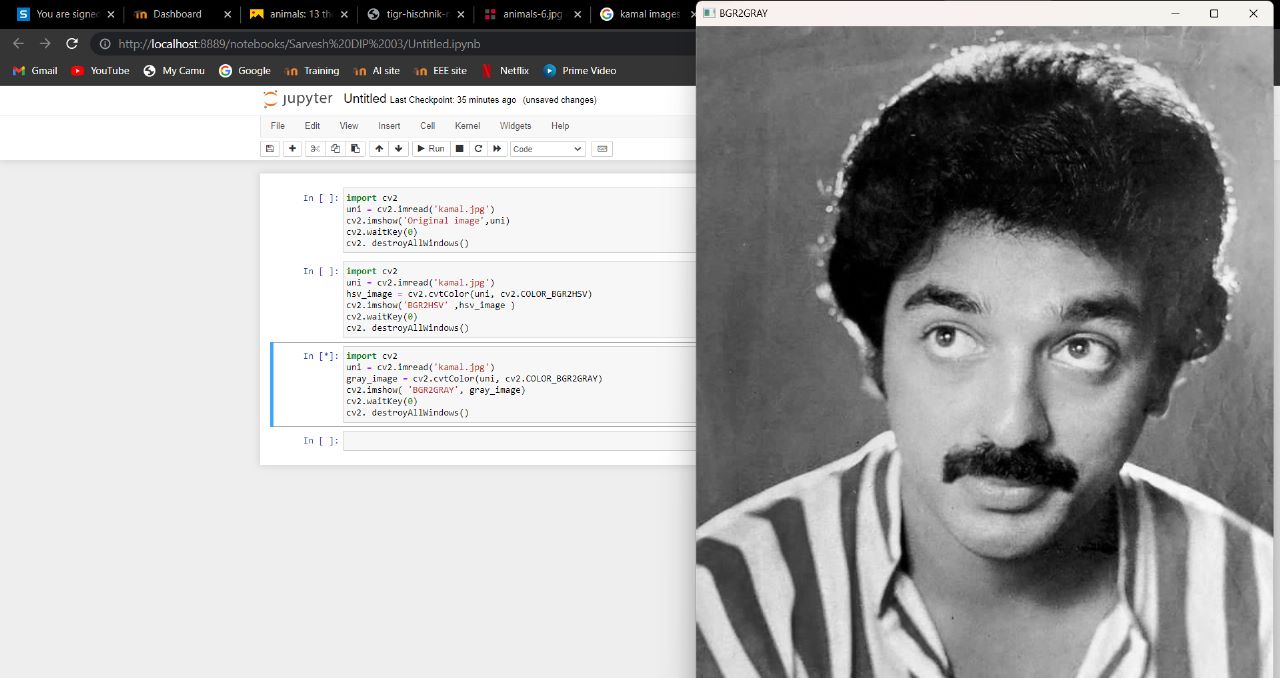 You are signe
Dashboard
animals: 13 th
tigr-hischnik-r
animals-6.jpg
kamal images
BGR2GRAY
http://localhost:8889/notebooks/Sarvesh%20DIP%2003/Untitled.ipynb
Gmail
YouTube
My Camu
Google
Training
AI site
EEE site
Netflix
Prime Video
jupyter Untitled Last Checkpoint: 35 minutes ago (unsaved changes)
File Edit View Insert Cell Kernel Widgets Help
Run Code
In [ ]: import cv2
uni = cv2.imread('kamal.jpg')
cv2.imshow('Original image',uni)
cv2.waitKey(0)
cv2. destroyAllWindows()
In [ ]: import cv2
uni = cv2.imread('kamal.jpg')
hsv_image = cv2.cvtColor(uni, cv2.COLOR_BGR2HSV)
cv2.imshow('BGR2HSV' ,hsv_image )
cv2.waitKey(0)
cv2. destroyAllWindows()
In [*]: import cv2
uni = cv2.imread('kamal.jpg')
gray_image = cv2.cvtColor(uni, cv2.COLOR_BGR2GRAY)
cv2.imshow( 'BGR2GRAY', gray_image)
cv2.waitKey(0)
cv2. destroyAllWindows()
In [ ]: